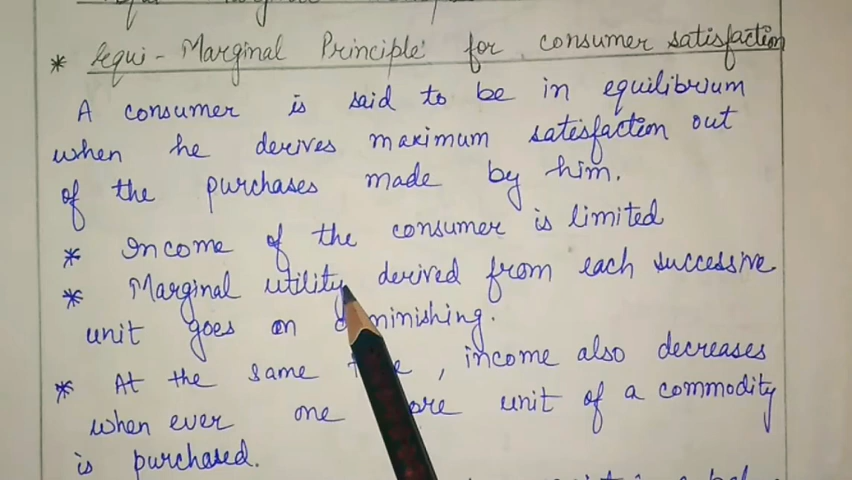 * Eequi - Marginal Principle for consumer satisfaction
A consumer is said to be in equilibrium
when he derives maximum satisfaction out
of the purchases made by him.
* Income of the consumer is limited
* Marginal utility derived from each successive
unit goes on diminishing.
* At the same , income also decreases
when ever one unit of a commodity
is purchased.